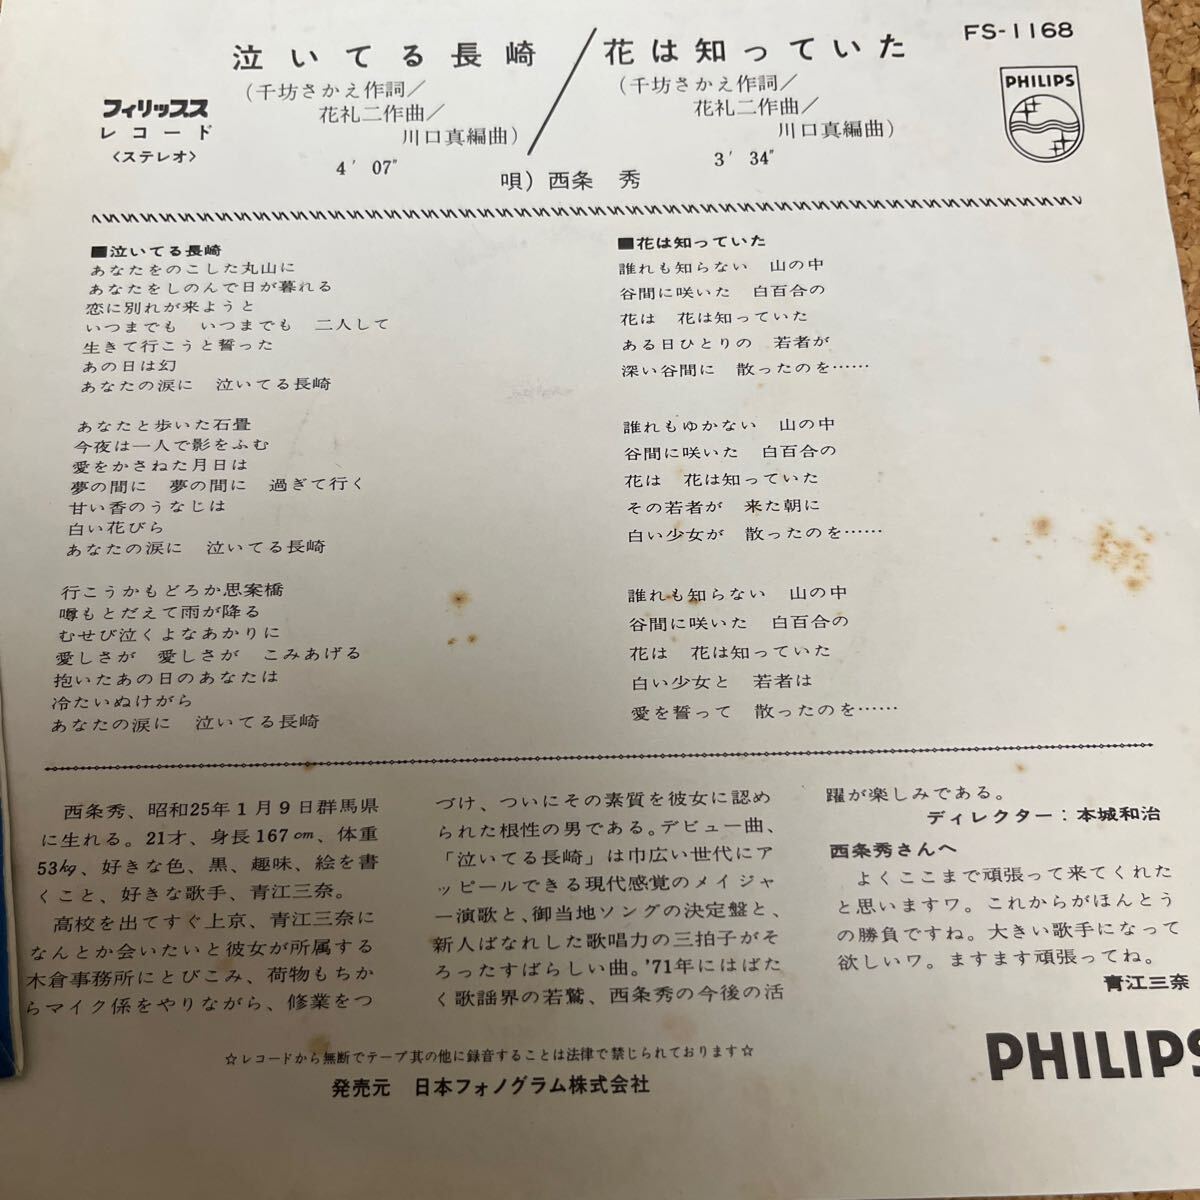 FS-1168
泣いてる長崎／花は知っていた
フィリップス
レコード
〈ステレオ〉
(千坊さかえ作詞／
花礼二作曲／
川口真編曲)
4′07″
(千坊さかえ作詞／
花礼二作曲／
川口真編曲)
3′34″
唄) 西条 秀
PHILIPS
■泣いてる長崎
あなたをのこした丸山に
あなたをしのんで日が暮れる
恋に別れが来ようと
いつまでも いつまでも 二人して
生きて行こうと誓った
あの日は幻
あなたの涙に 泣いてる長崎
あなたと歩いた石畳
今夜は一人で影をふむ
愛をかさねた月日は
夢の間に 夢の間に 過ぎて行く
甘い香のうなじは
白い花びら
あなたの涙に 泣いてる長崎
行こうかもどろか思案橋
噂もとだえて雨が降る
むせび泣くよなあかりに
愛しさが 愛しさが こみあげる
抱いたあの日のあなたは
冷たいぬけがら
あなたの涙に 泣いてる長崎
■花は知っていた
誰れも知らない 山の中
谷間に咲いた 白百合の
花は 花は知っていた
ある日ひとりの 若者が
深い谷間に 散ったのを……
誰れもゆかない 山の中
谷間に咲いた 白百合の
花は 花は知っていた
その若者が 来た朝に
白い少女が 散ったのを……
誰れも知らない 山の中
谷間に咲いた 白百合の
花は 花は知っていた
白い少女と 若者は
愛を誓って 散ったのを……
西条秀、昭和25年1月9日群馬県
に生れる。21才、身長167cm、体重
53kg、好きな色、黒、趣味、絵を書
くこと、好きな歌手、青江三奈。
高校を出てすぐ上京、青江三奈に
なんとか会いたいと彼女が所属する
木倉事務所にとびこみ、荷物もちか
らマイク係をやりながら、修業をつ
づけ、ついにその素質を彼女に認め
られた根性の男である。デビュー曲、
「泣いてる長崎」は巾広い世代にア
ッピールできる現代感覚のメイジャ
ー演歌と、御当地ソングの決定盤と、
新人ばなれした歌唱力の三拍子がそ
ろったすばらしい曲。'71年にはばた
く歌謡界の若鷲、西条秀の今後の活
躍が楽しみである。
ディレクター：本城和治
西条秀さんへ
よくここまで頑張って来てくれた
と思いますワ。これからがほんとう
の勝負ですね。大きい歌手になって
欲しいワ。ますます頑張ってね。
青江三奈
☆レコードから無断でテープ其の他に録音することは法律で禁じられております☆
発売元 日本フォノグラム株式会社
PHILIPS